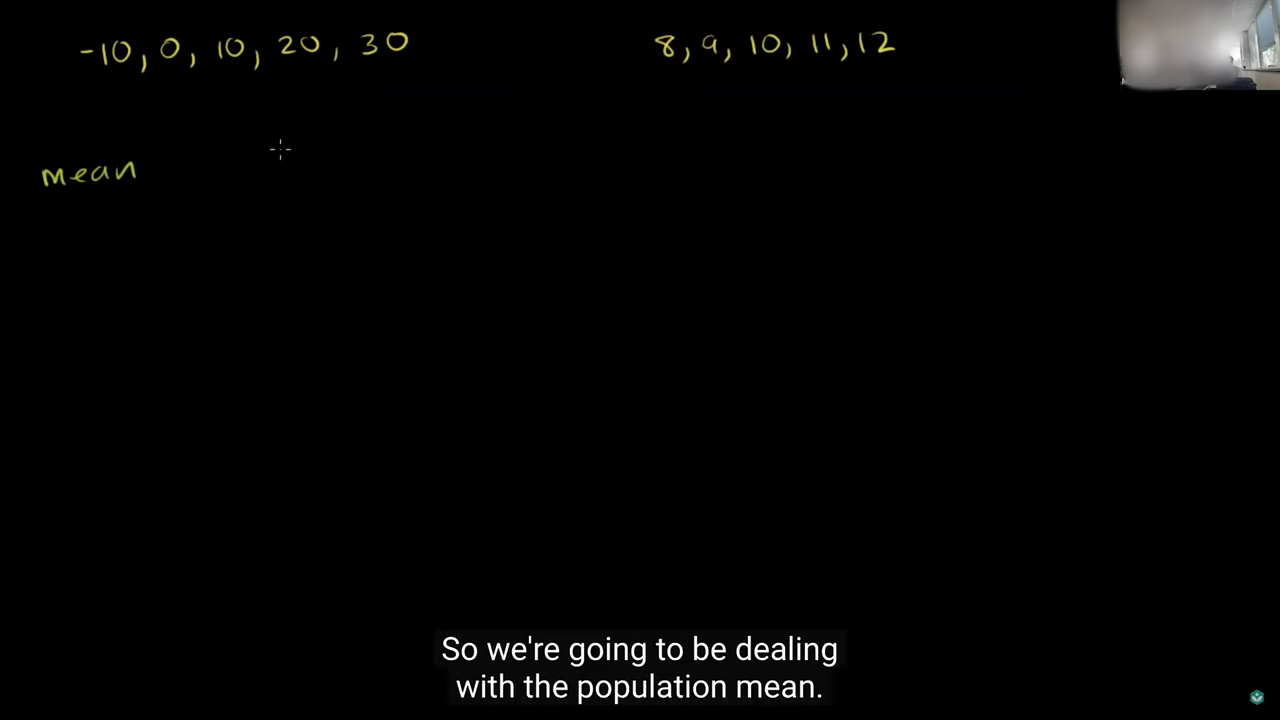 -10, 0, 10, 20, 30
8, 9, 10, 11, 12
mean
So we're going to be dealing
with the population mean.